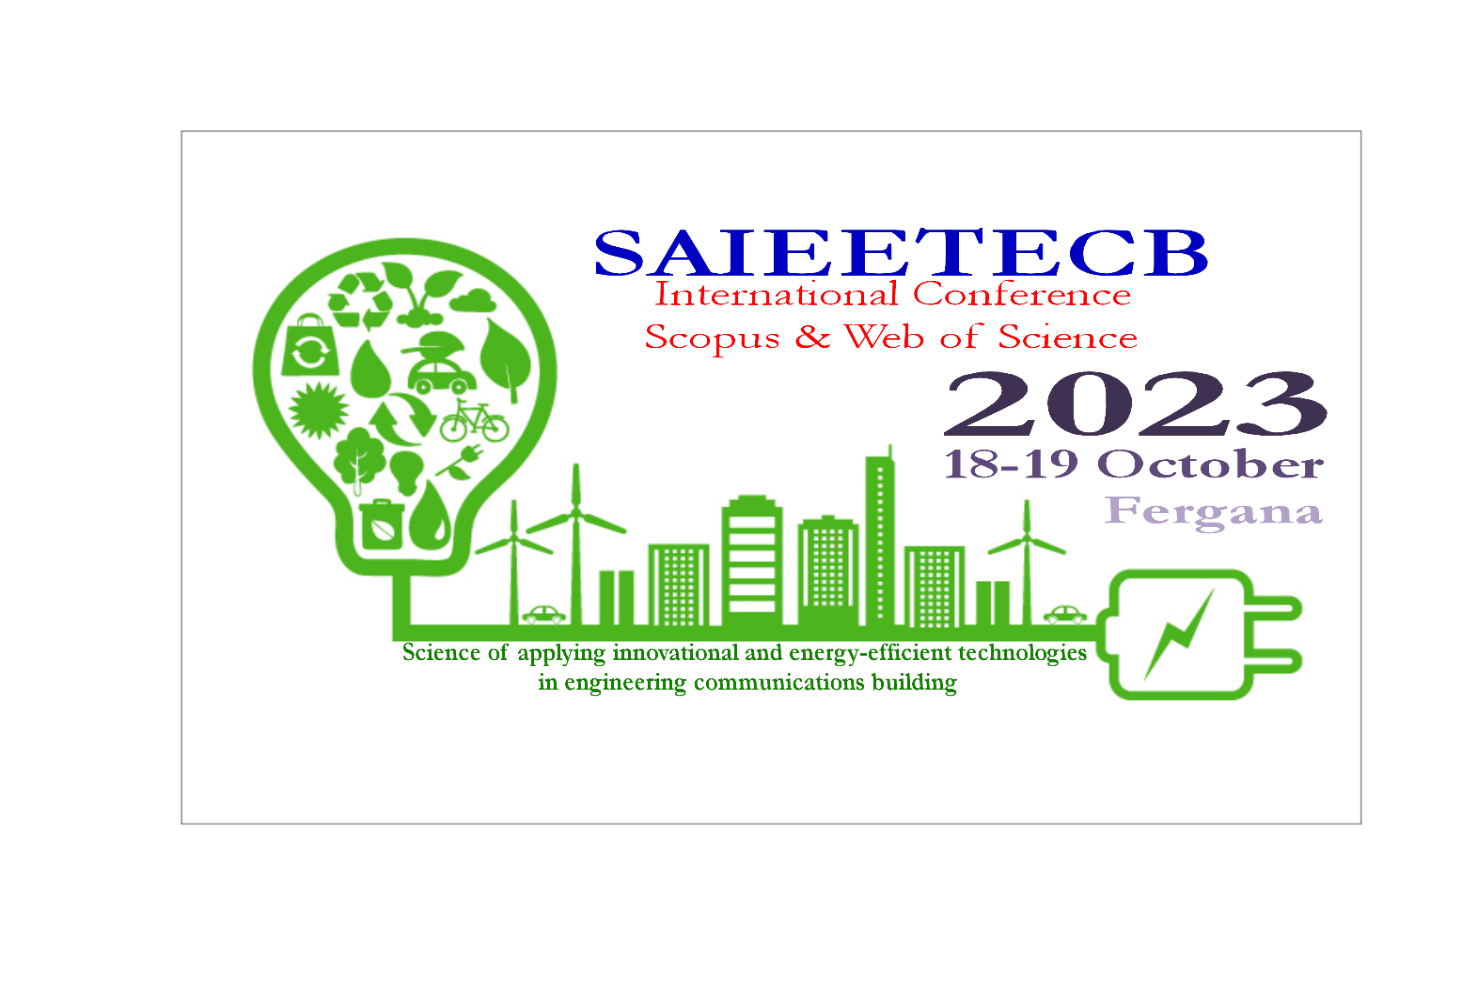 SAIEETECB
International Conference
Scopus & Web of Science
2023
18-19 October
Fergana
Science of applying innovational and energy-efficient technologies
in engineering communications building